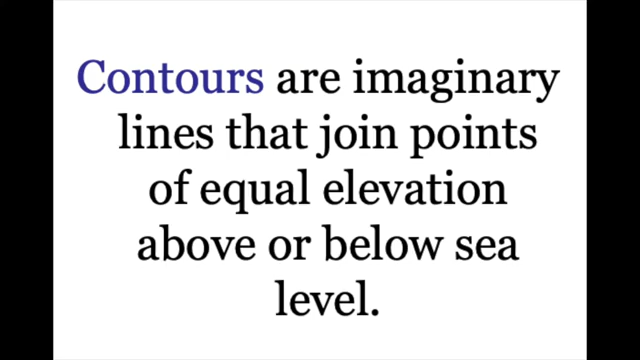 Contours are imaginary
lines that join points
of equal elevation
above or below sea
level.